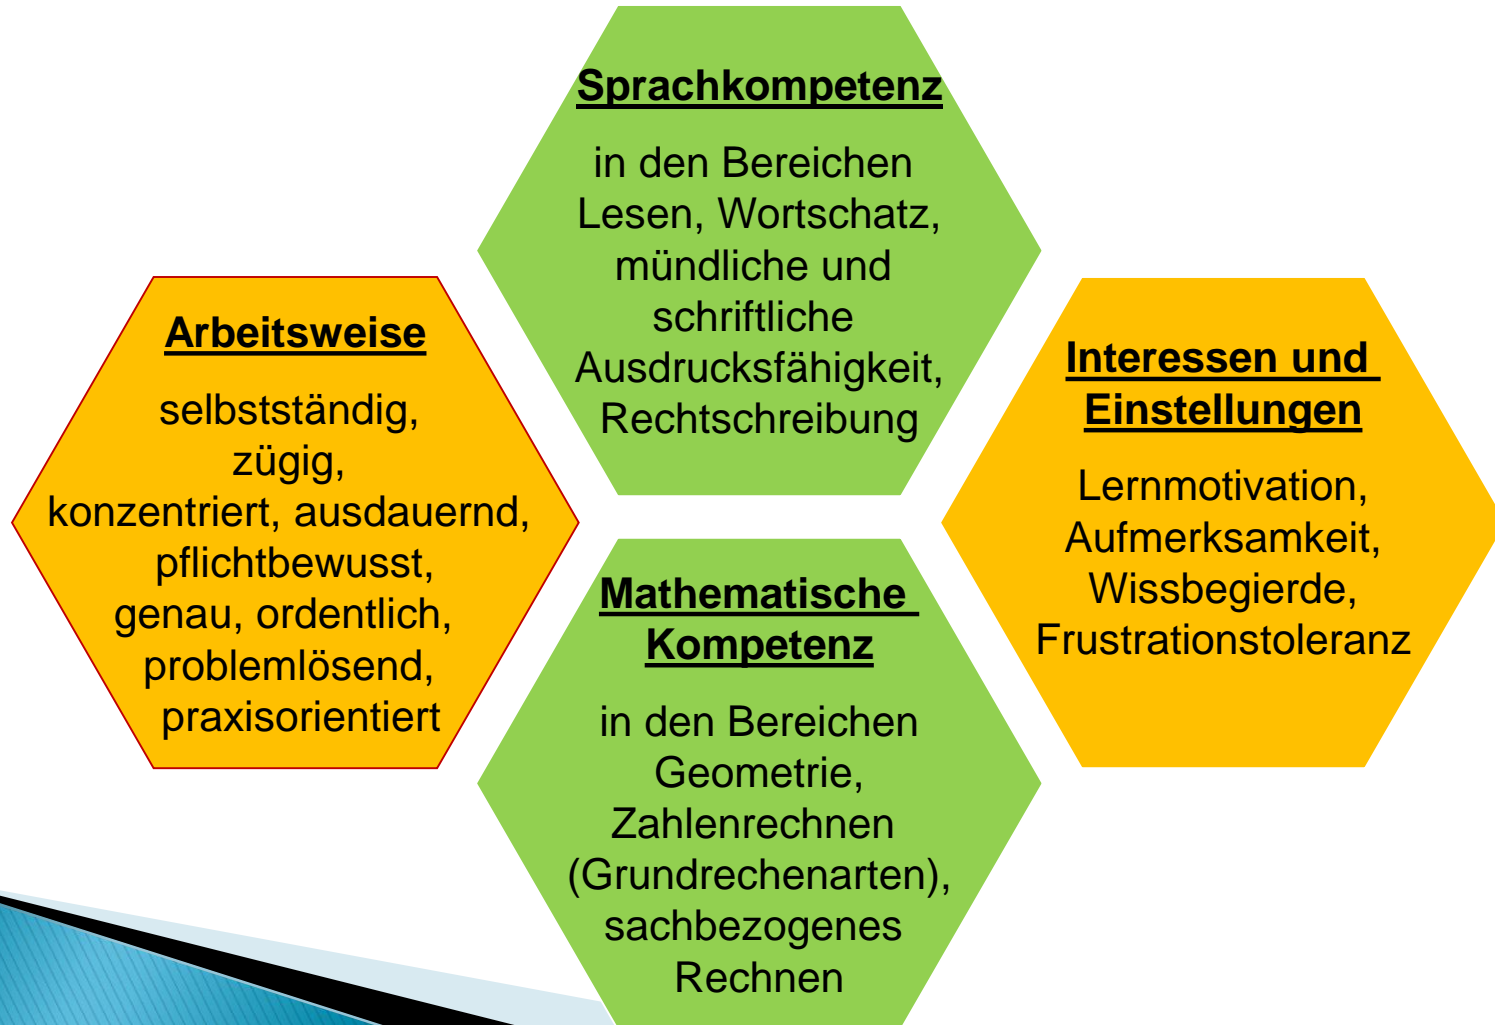 Sprachkompetenz
in den Bereichen
Lesen, Wortschatz,
mündliche und
schriftliche
Ausdrucksfähigkeit,
Rechtschreibung
Arbeitsweise
selbstständig,
zügig,
konzentriert, ausdauernd,
pflichtbewusst,
genau, ordentlich,
problemlösend,
praxisorientiert
Interessen und
Einstellungen
Lernmotivation,
Aufmerksamkeit,
Wissbegierde,
Frustrationstoleranz
Mathematische
Kompetenz
in den Bereichen
Geometrie,
Zahlenrechnen
(Grundrechenarten),
sachbezogenes
Rechnen